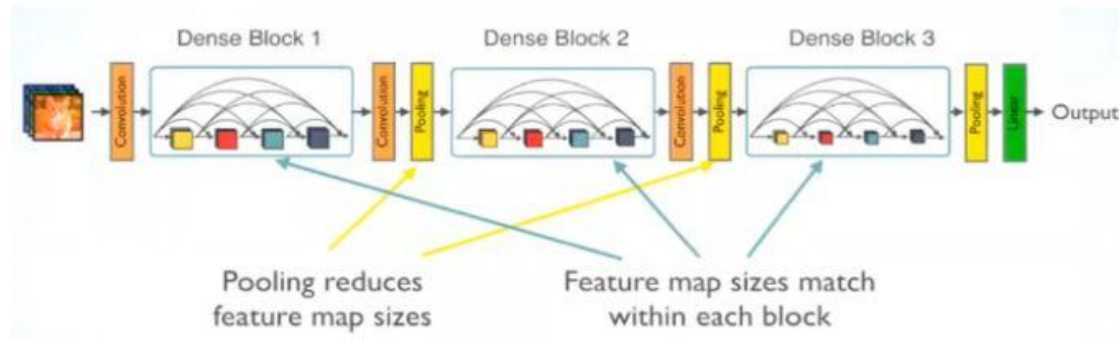 Dense Block 1
Dense Block 2
Dense Block 3
Convolution
Convolution
Pooling
Convolution
Pooling
Pooling
Linear
Output
Pooling reduces
feature map sizes
Feature map sizes match
within each block